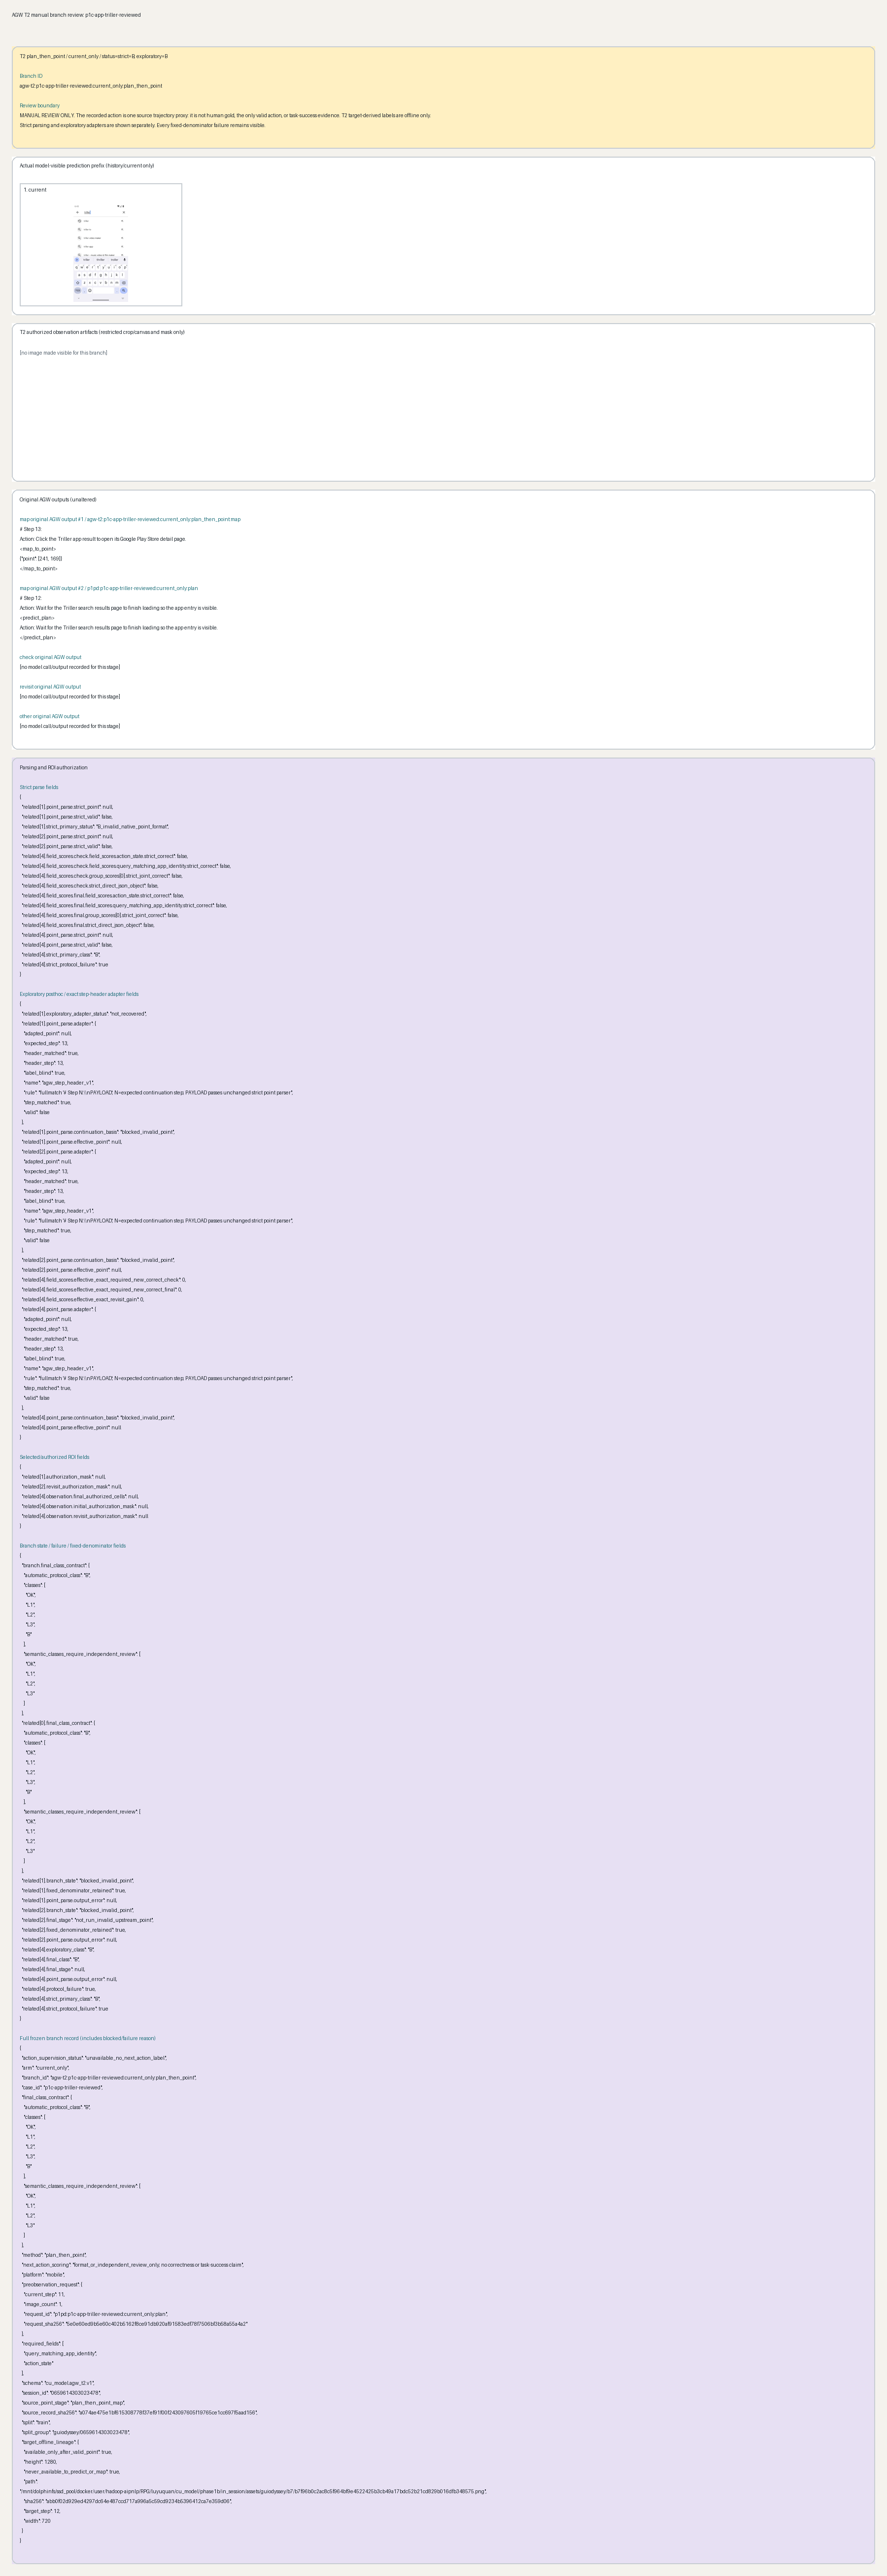 AGW T2 manual branch review: p1c-app-triller-reviewed
T2 plan_then_point / current_only / status=strict=B, exploratory=B
Branch ID
agw-t2:p1c-app-triller-reviewed:current_only:plan_then_point
Review boundary
MANUAL REVIEW ONLY. The recorded action is one source trajectory proxy: it is not human gold, the only valid action, or task-success evidence. T2 target-derived labels are offline only.
Strict parsing and exploratory adapters are shown separately. Every fixed-denominator failure remains visible.
Actual model-visible prediction prefix (history/current only)
1. current
T2 authorized observation artifacts (restricted crop/canvas and mask only)
[no image made visible for this branch]
Original AGW outputs (unaltered)
map original AGW output #1 / agw-t2:p1c-app-triller-reviewed:current_only:plan_then_point:map
# Step 13:
Action: Click the Triller app result to open its Google Play Store detail page.
<map_to_point>
[{"point": [241, 169]}]
</map_to_point>
map original AGW output #2 / p1pd:p1c-app-triller-reviewed:current_only:plan
# Step 12:
Action: Wait for the Triller search results page to finish loading so the app entry is visible.
<predict_plan>
Action: Wait for the Triller search results page to finish loading so the app entry is visible.
</predict_plan>
check original AGW output
[no model call/output recorded for this stage]
revisit original AGW output
[no model call/output recorded for this stage]
other original AGW output
[no model call/output recorded for this stage]
Parsing and ROI authorization
Strict parse fields
{
"related[1].point_parse.strict_point": null,
"related[1].point_parse.strict_valid": false,
"related[1].strict_primary_status": "B_invalid_native_point_format",
"related[2].point_parse.strict_point": null,
"related[2].point_parse.strict_valid": false,
"related[4].field_scores.check.field_scores.action_state.strict_correct": false,
"related[4].field_scores.check.field_scores.query_matching_app_identity.strict_correct": false,
"related[4].field_scores.check.group_scores[0].strict_joint_correct": false,
"related[4].field_scores.check.strict_direct_json_object": false,
"related[4].field_scores.final.field_scores.action_state.strict_correct": false,
"related[4].field_scores.final.field_scores.query_matching_app_identity.strict_correct": false,
"related[4].field_scores.final.group_scores[0].strict_joint_correct": false,
"related[4].field_scores.final.strict_direct_json_object": false,
"related[4].point_parse.strict_point": null,
"related[4].point_parse.strict_valid": false,
"related[4].strict_primary_class": "B",
"related[4].strict_protocol_failure": true
}
Exploratory posthoc / exact step-header adapter fields
{
"related[1].exploratory_adapter_status": "not_recovered",
"related[1].point_parse.adapter": {
"adapted_point": null,
"expected_step": 13,
"header_matched": true,
"header_step": 13,
"label_blind": true,
"name": "agw_step_header_v1",
"rule": "fullmatch '# Step N:\nPAYLOAD'; N=expected continuation step; PAYLOAD passes unchanged strict point parser",
"step_matched": true,
"valid": false
},
"related[1].point_parse.continuation_basis": "blocked_invalid_point",
"related[1].point_parse.effective_point": null,
"related[2].point_parse.adapter": {
"adapted_point": null,
"expected_step": 13,
"header_matched": true,
"header_step": 13,
"label_blind": true,
"name": "agw_step_header_v1",
"rule": "fullmatch '# Step N:\nPAYLOAD'; N=expected continuation step; PAYLOAD passes unchanged strict point parser",
"step_matched": true,
"valid": false
},
"related[2].point_parse.continuation_basis": "blocked_invalid_point",
"related[2].point_parse.effective_point": null,
"related[4].field_scores.effective_exact_required_new_correct_check": 0,
"related[4].field_scores.effective_exact_required_new_correct_final": 0,
"related[4].field_scores.effective_exact_revisit_gain": 0,
"related[4].point_parse.adapter": {
"adapted_point": null,
"expected_step": 13,
"header_matched": true,
"header_step": 13,
"label_blind": true,
"name": "agw_step_header_v1",
"rule": "fullmatch '# Step N:\nPAYLOAD'; N=expected continuation step; PAYLOAD passes unchanged strict point parser",
"step_matched": true,
"valid": false
},
"related[4].point_parse.continuation_basis": "blocked_invalid_point",
"related[4].point_parse.effective_point": null
}
Selected/authorized ROI fields
{
"related[1].authorization_mask": null,
"related[2].revisit_authorization_mask": null,
"related[4].observation.final_authorized_cells": null,
"related[4].observation.initial_authorization_mask": null,
"related[4].observation.revisit_authorization_mask": null
}
Branch state / failure / fixed-denominator fields
{
"branch.final_class_contract": {
"automatic_protocol_class": "B",
"classes": [
"OK",
"L1",
"L2",
"L3",
"B"
],
"semantic_classes_require_independent_review": [
"OK",
"L1",
"L2",
"L3"
]
},
"related[0].final_class_contract": {
"automatic_protocol_class": "B",
"classes": [
"OK",
"L1",
"L2",
"L3",
"B"
],
"semantic_classes_require_independent_review": [
"OK",
"L1",
"L2",
"L3"
]
},
"related[1].branch_state": "blocked_invalid_point",
"related[1].fixed_denominator_retained": true,
"related[1].point_parse.output_error": null,
"related[2].branch_state": "blocked_invalid_point",
"related[2].final_stage": "not_run_invalid_upstream_point",
"related[2].fixed_denominator_retained": true,
"related[2].point_parse.output_error": null,
"related[4].exploratory_class": "B",
"related[4].final_class": "B",
"related[4].final_stage": null,
"related[4].point_parse.output_error": null,
"related[4].protocol_failure": true,
"related[4].strict_primary_class": "B",
"related[4].strict_protocol_failure": true
}
Full frozen branch record (includes blocked/failure reason)
{
"action_supervision_status": "unavailable_no_next_action_label",
"arm": "current_only",
"branch_id": "agw-t2:p1c-app-triller-reviewed:current_only:plan_then_point",
"case_id": "p1c-app-triller-reviewed",
"final_class_contract": {
"automatic_protocol_class": "B",
"classes": [
"OK",
"L1",
"L2",
"L3",
"B"
],
"semantic_classes_require_independent_review": [
"OK",
"L1",
"L2",
"L3"
]
},
"method": "plan_then_point",
"next_action_scoring": "format_or_independent_review_only; no correctness or task-success claim",
"platform": "mobile",
"preobservation_request": {
"current_step": 11,
"image_count": 1,
"request_id": "p1pd:p1c-app-triller-reviewed:current_only:plan",
"request_sha256":
},
"required_fields": [
"query_matching_app_identity",
"action_state"
],
"schema": "cu_model.agw_t2.v1",
"session_id": "0659614303023478",
"source_point_stage": "plan_then_point_map",
"source_record_sha256":
"split": "train",
"split_group": "guiodyssey/0659614303023478",
"target_offline_lineage": {
"available_only_after_valid_point": true,
"height": 1280,
"never_available_to_predict_or_map": true,
"path":
"sha256":
"target_step": 12,
"width": 720
}
}